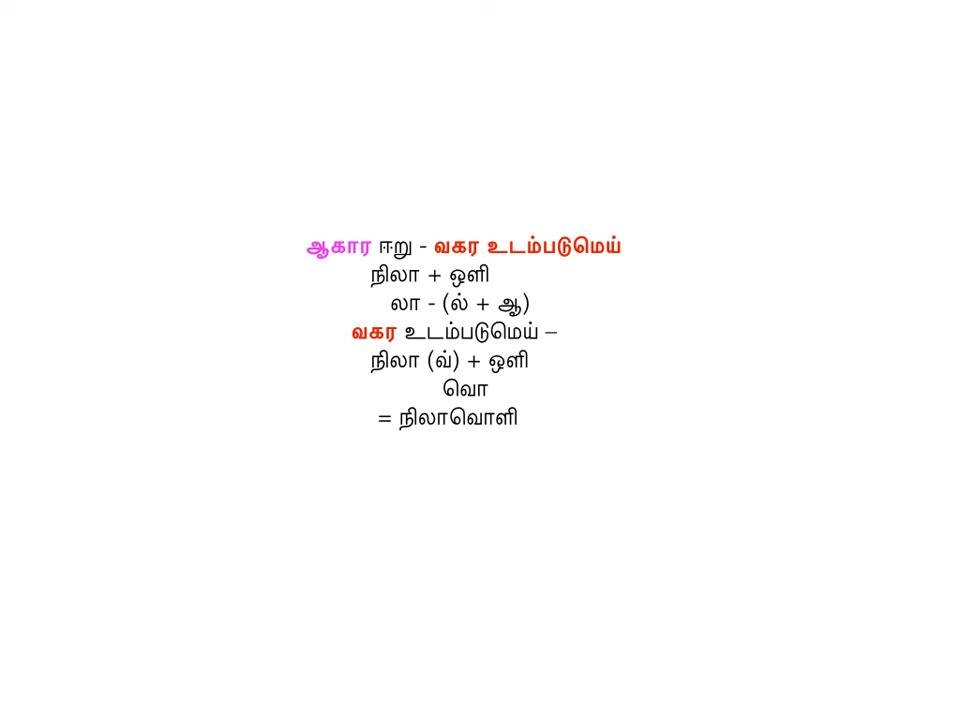 ஆகார ஈறு - வகர உடம்படுமெய்
நிலா + ஒளி
லா - (ல் + ஆ)
வகர உடம்படுமெய் –
நிலா (வ்) + ஒளி
வொ
= நிலாவொளி